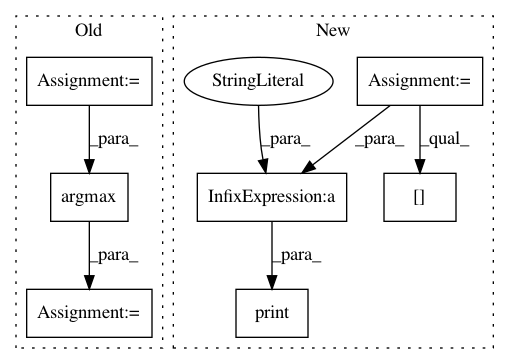 Old
New
Assignment:=
StringLiteral
Assignment:=
_para_
_para_
_para_
_qual_
argmax
InfixExpression:a
[]
_para_
_para_
Assignment:=
print